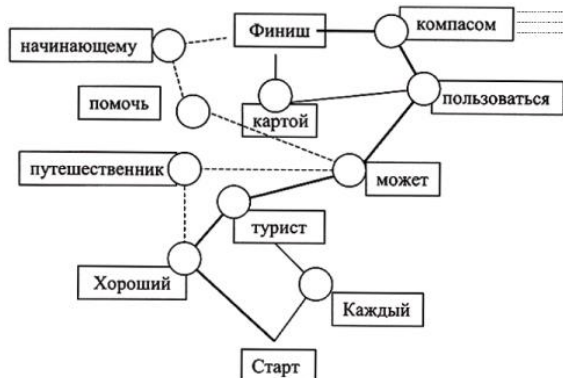 Финиш
компасом
начинающему
помочь
картой
пользоваться
путешественник
может
турист
Хороший
Каждый
Старт